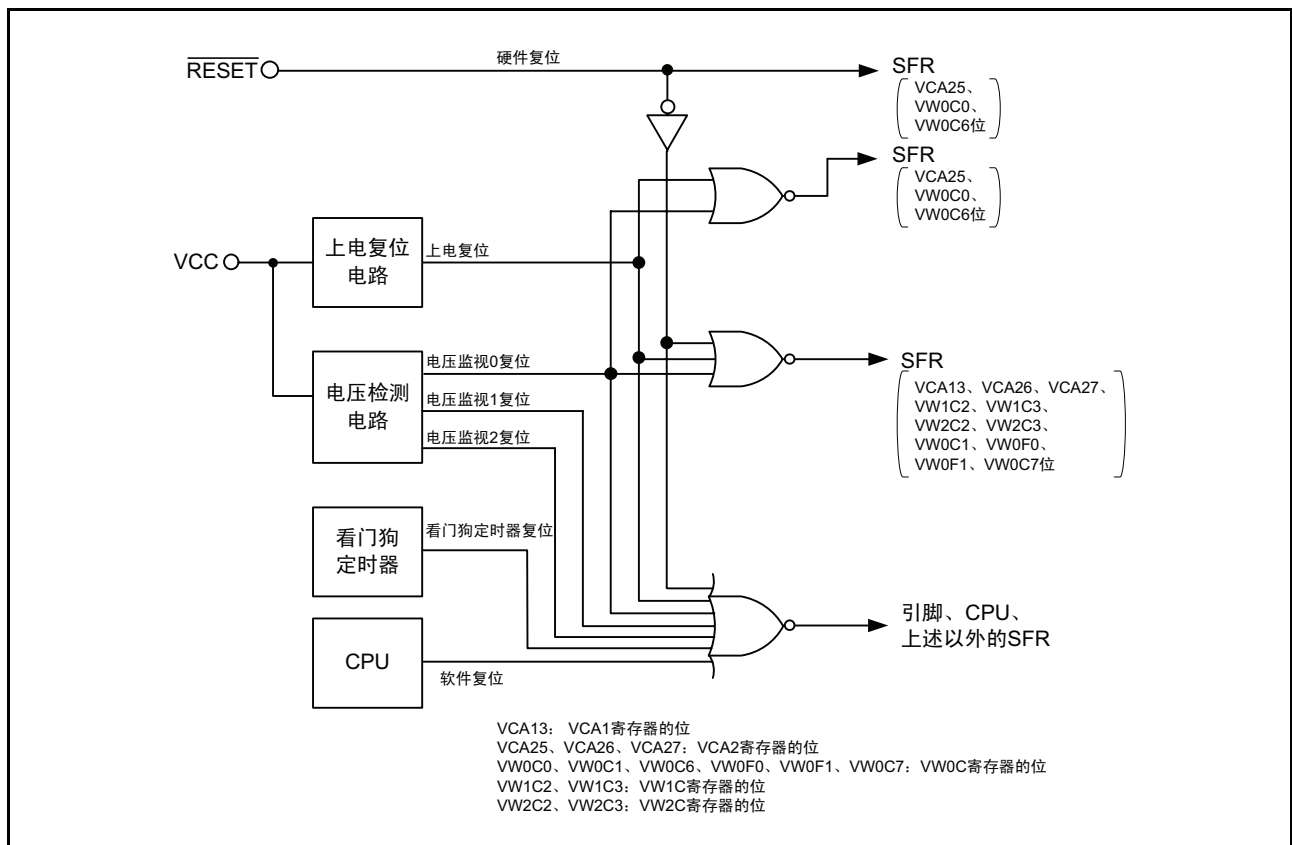 RESET
硬件复位
SFR
VCA25、
VW0C0、
VW0C6位
SFR
VCA25、
VW0C0、
VW0C6位
VCC
上电复位
电路
上电复位
电压检测
电路
电压监视0复位
电压监视1复位
电压监视2复位
SFR
VCA13、VCA26、VCA27、
VW1C2、VW1C3、
VW2C2、VW2C3、
VW0C1、VW0F0、
VW0F1、VW0C7位
看门狗
定时器
看门狗定时器复位
CPU
软件复位
引脚、CPU、
上述以外的SFR
VCA13： VCA1寄存器的位
VCA25、VCA26、VCA27：VCA2寄存器的位
VW0C0、VW0C1、VW0C6、VW0F0、VW0F1、VW0C7：VW0C寄存器的位
VW1C2、VW1C3：VW1C寄存器的位
VW2C2、VW2C3：VW2C寄存器的位